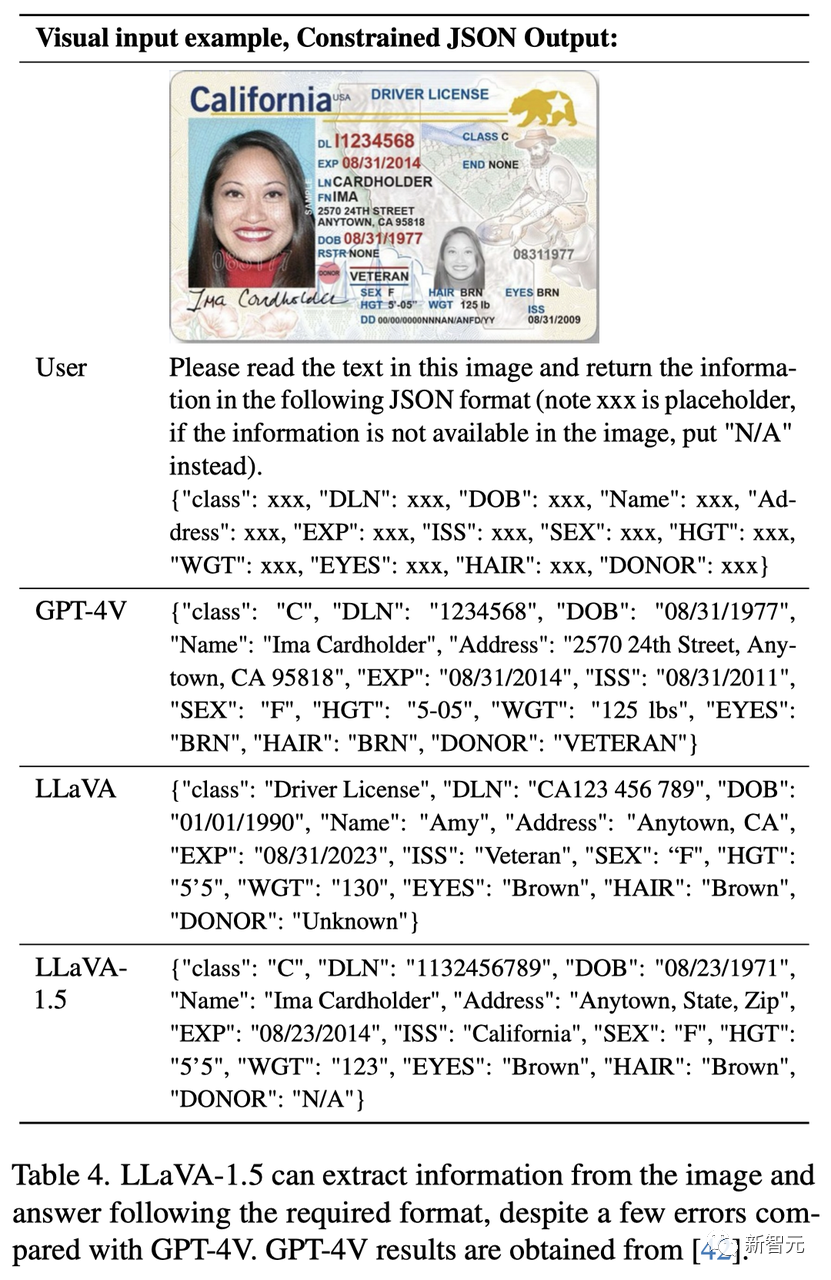 Visual input example, Constrained JSON Output:
California USA DRIVER LICENSE
DL I1234568 CLASS C
EXP 08/31/2014 END NONE
LN CARDHOLDER
FN IMA
2570 24TH STREET
ANYTOWN, CA 95818
DOB 08/31/1977
RSTR NONE 08311977
DONOR VETERAN
SEX F HAIR BRN EYES BRN
HGT 5'-05" WGT 125 lb ISS
DD 00/00/0000NNNAN/ANFD/YY 08/31/2009
Ima Cardholder
SAMPLE
User Please read the text in this image and return the informa-
tion in the following JSON format (note xxx is placeholder,
if the information is not available in the image, put "N/A"
instead).
{"class": xxx, "DLN": xxx, "DOB": xxx, "Name": xxx, "Ad-
dress": xxx, "EXP": xxx, "ISS": xxx, "SEX": xxx, "HGT": xxx,
"WGT": xxx, "EYES": xxx, "HAIR": xxx, "DONOR": xxx}
GPT-4V {"class": "C", "DLN": "1234568", "DOB": "08/31/1977",
"Name": "Ima Cardholder", "Address": "2570 24th Street, Any-
town, CA 95818", "EXP": "08/31/2014", "ISS": "08/31/2011",
"SEX": "F", "HGT": "5-05", "WGT": "125 lbs", "EYES":
"BRN", "HAIR": "BRN", "DONOR": "VETERAN"}
LLaVA {"class": "Driver License", "DLN": "CA123 456 789", "DOB":
"01/01/1990", "Name": "Amy", "Address": "Anytown, CA",
"EXP": "08/31/2023", "ISS": "Veteran", "SEX": “F", "HGT":
"5’5", "WGT": "130", "EYES": "Brown", "HAIR": "Brown",
"DONOR": "Unknown"}
LLaVA- {"class": "C", "DLN": "1132456789", "DOB": "08/23/1971",
1.5 "Name": "Ima Cardholder", "Address": "Anytown, State, Zip",
"EXP": "08/23/2014", "ISS": "California", "SEX": "F", "HGT":
"5’5", "WGT": "123", "EYES": "Brown", "HAIR": "Brown",
"DONOR": "N/A"}
Table 4. LLaVA-1.5 can extract information from the image and
answer following the required format, despite a few errors com-
pared with GPT-4V. GPT-4V results are obtained from [42].
新智元